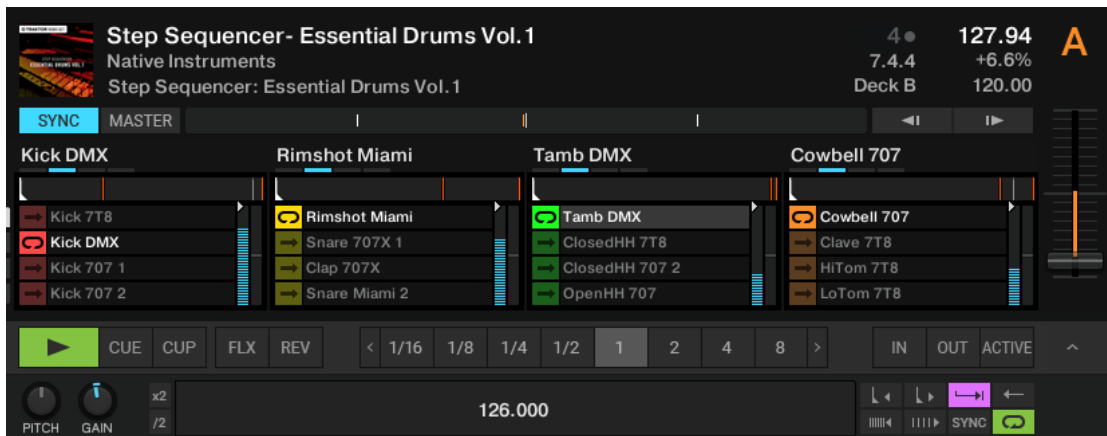 Step Sequencer- Essential Drums Vol.1
4
127.94
A
Native Instruments
7.4.4
+6.6%
Step Sequencer: Essential Drums Vol.1
Deck B
120.00
SYNC
MASTER
Kick DMX
Rimshot Miami
Tamb DMX
Cowbell 707
Kick 7T8
Rimshot Miami
Tamb DMX
Cowbell 707
Kick DMX
Snare 707X 1
ClosedHH 7T8
Clave 7T8
Kick 707 1
Clap 707X
ClosedHH 707 2
HiTom 7T8
Kick 707 2
Snare Miami 2
OpenHH 707
LoTom 7T8
CUE
CUP
FLX
REV
< 1/16 1/8 1/4 1/2 1 2 4 8 >
IN
OUT
ACTIVE
x2
/2
126.000
SYNC
PITCH
GAIN